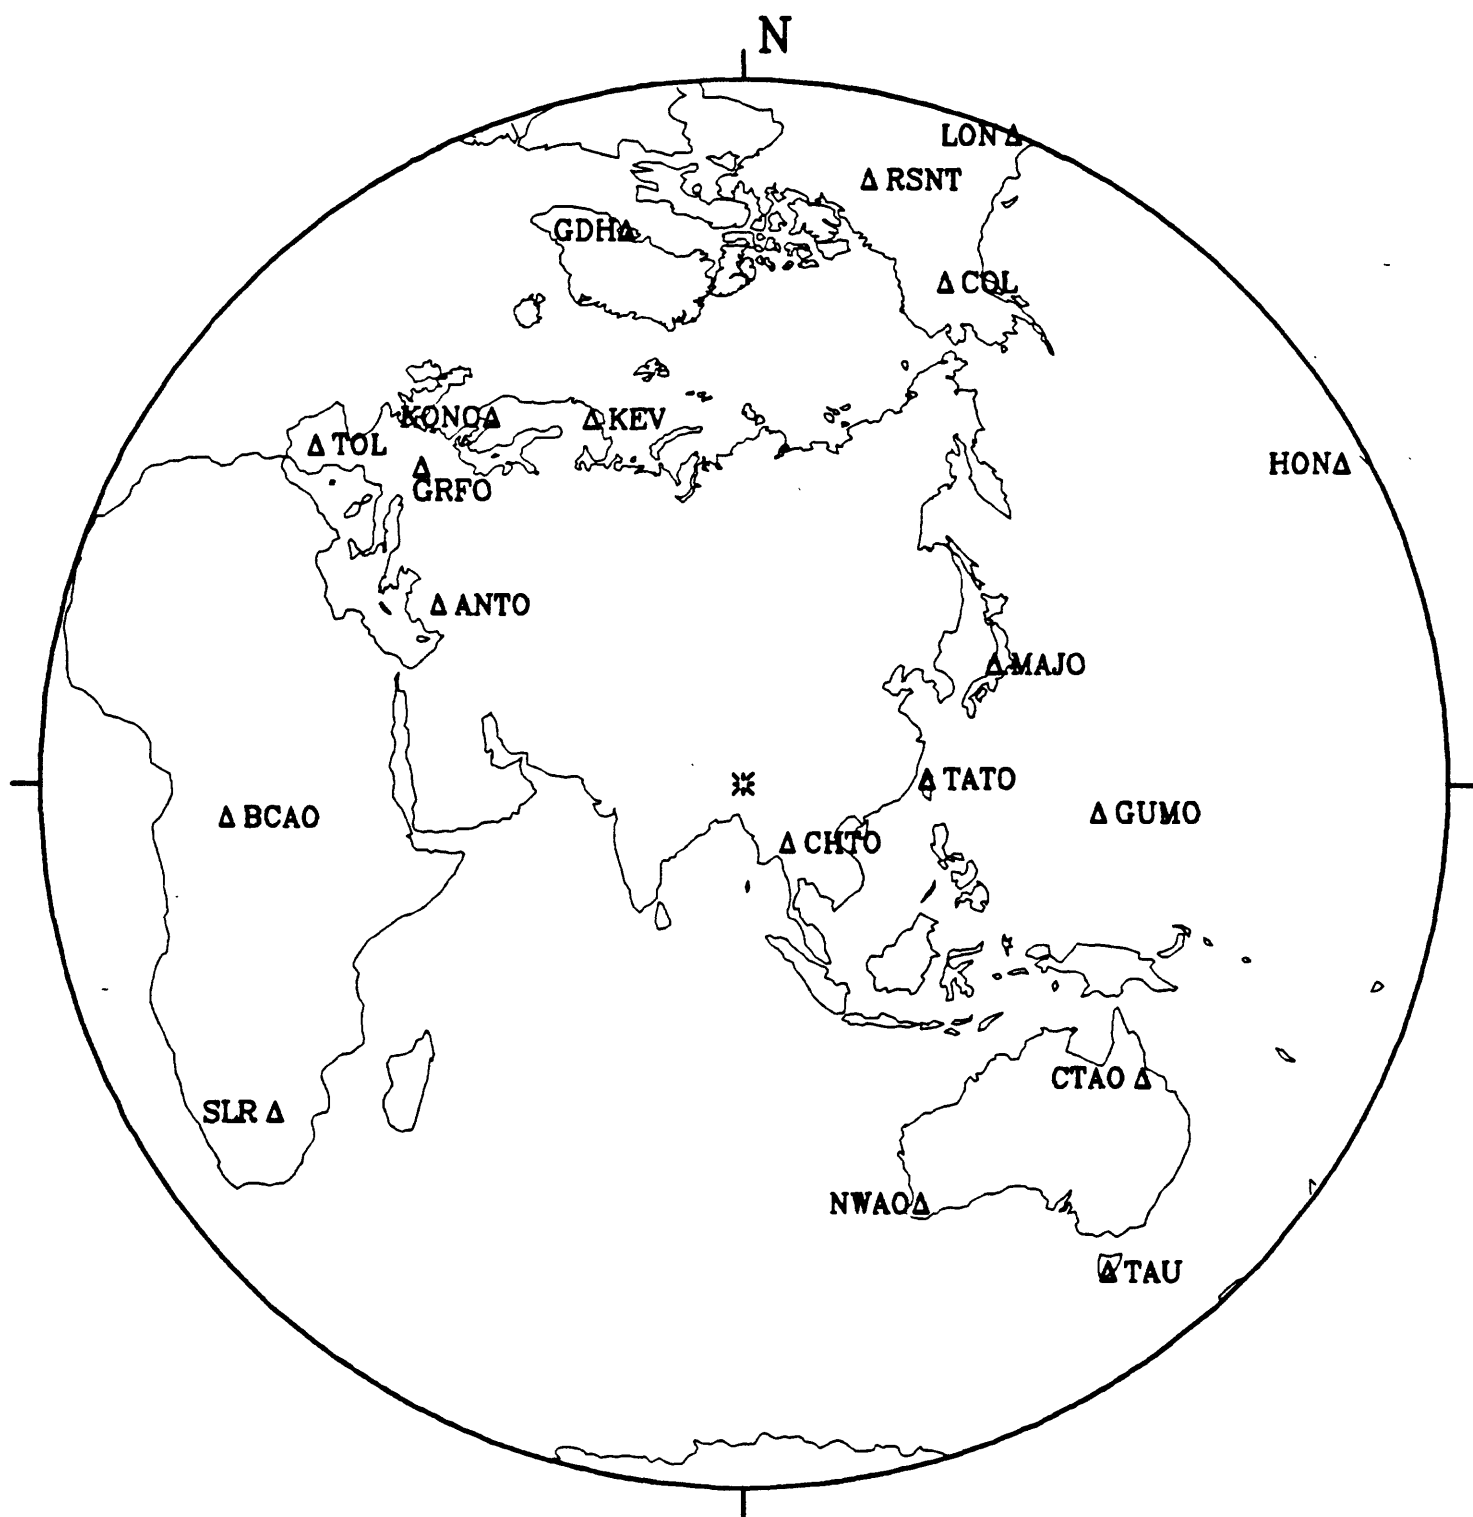 N
LON
RSNT
GDH
COL
KONO
KEV
TOL
HON
GRFO
ANTO
MAJO
TATO
BCAO
GUMO
CHTO
CTAO
SLR
NWAO
TAU